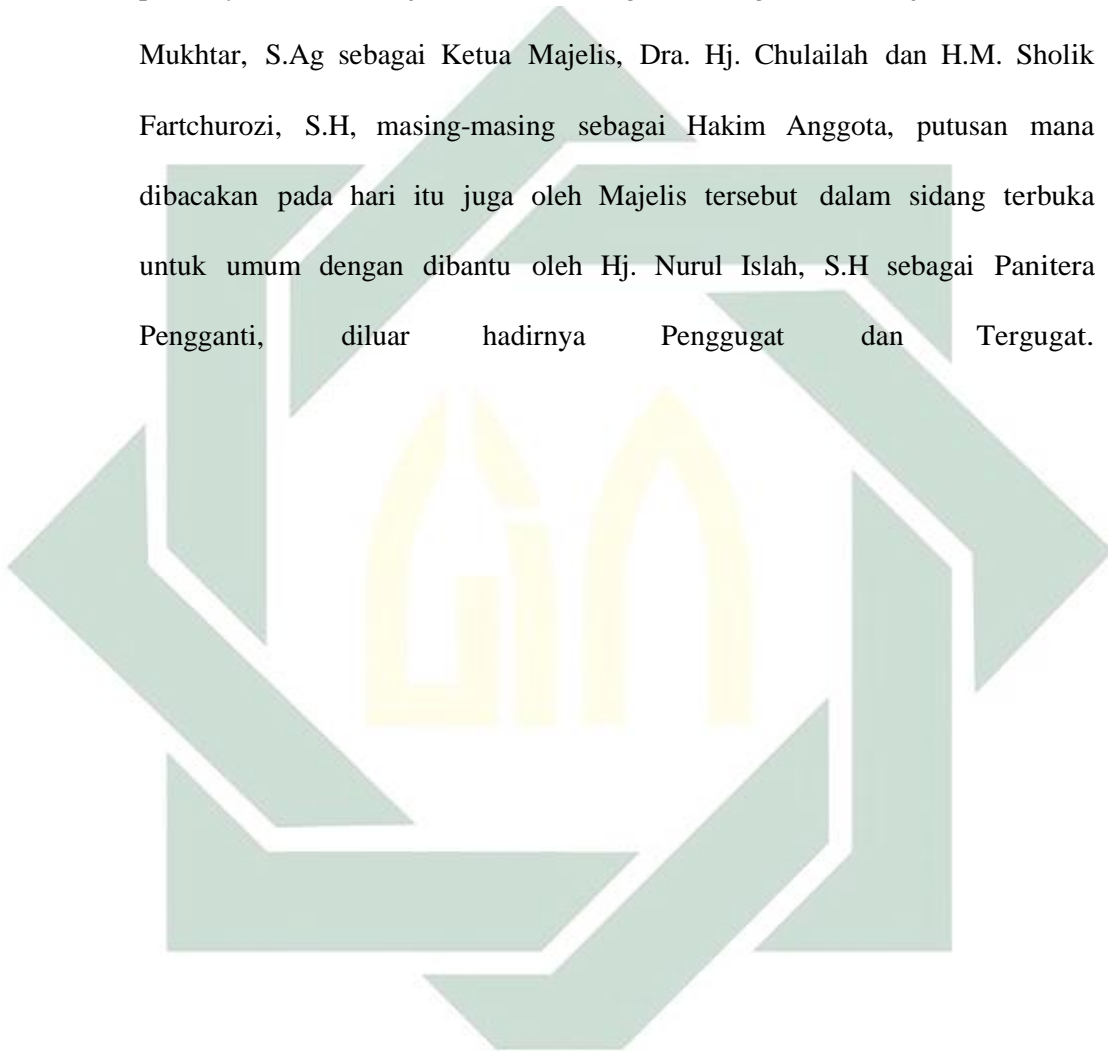 Mukhtar, S.Ag sebagai Ketua Majelis, Dra. Hj. Chulailah dan H.M. Sholik
Fartchurozi, S.H, masing-masing sebagai Hakim Anggota, putusan mana
dibacakan pada hari itu juga oleh Majelis tersebut dalam sidang terbuka
untuk umum dengan dibantu oleh Hj. Nurul Islah, S.H sebagai Panitera
Pengganti, diluar hadirnya Penggugat dan Tergugat.